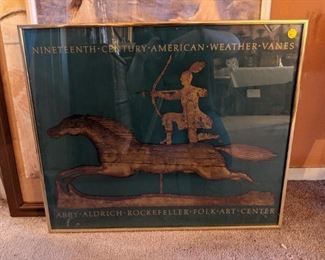 NINETEENTH · CENTURY · AMERICAN · WEATHER · VANES
ABBY · ALDRICH · ROCKEFELLER · FOLK · ART · CENTER